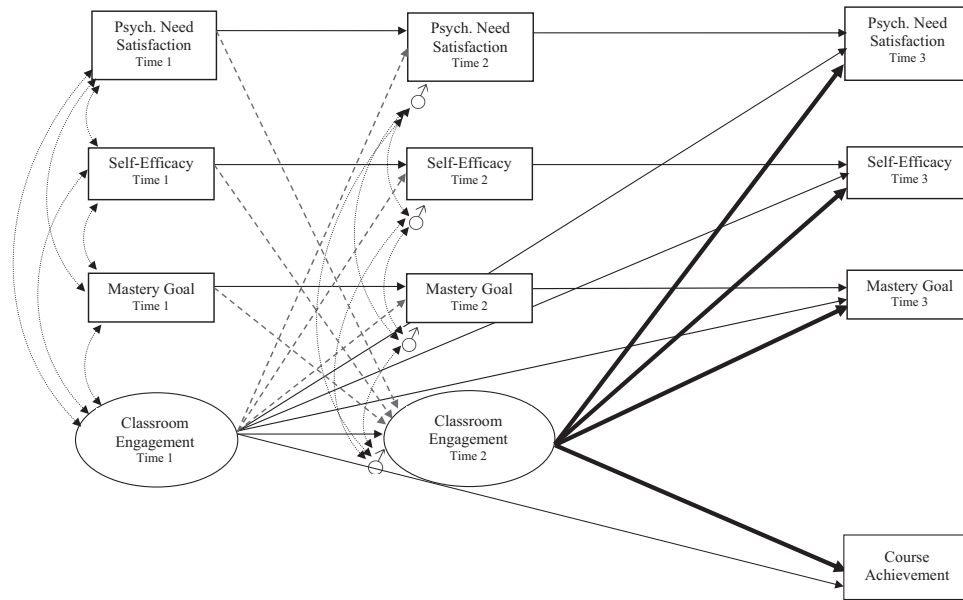 Psych. Need
Satisfaction
Time 1
Psych. Need
Satisfaction
Time 2
Psych. Need
Satisfaction
Time 3
Self-Efficacy
Time 1
Self-Efficacy
Time 2
Self-Efficacy
Time 3
Mastery Goal
Time 1
Mastery Goal
Time 2
Mastery Goal
Time 3
Classroom
Engagement
Time 1
Classroom
Engagement
Time 2
Course
Achievement